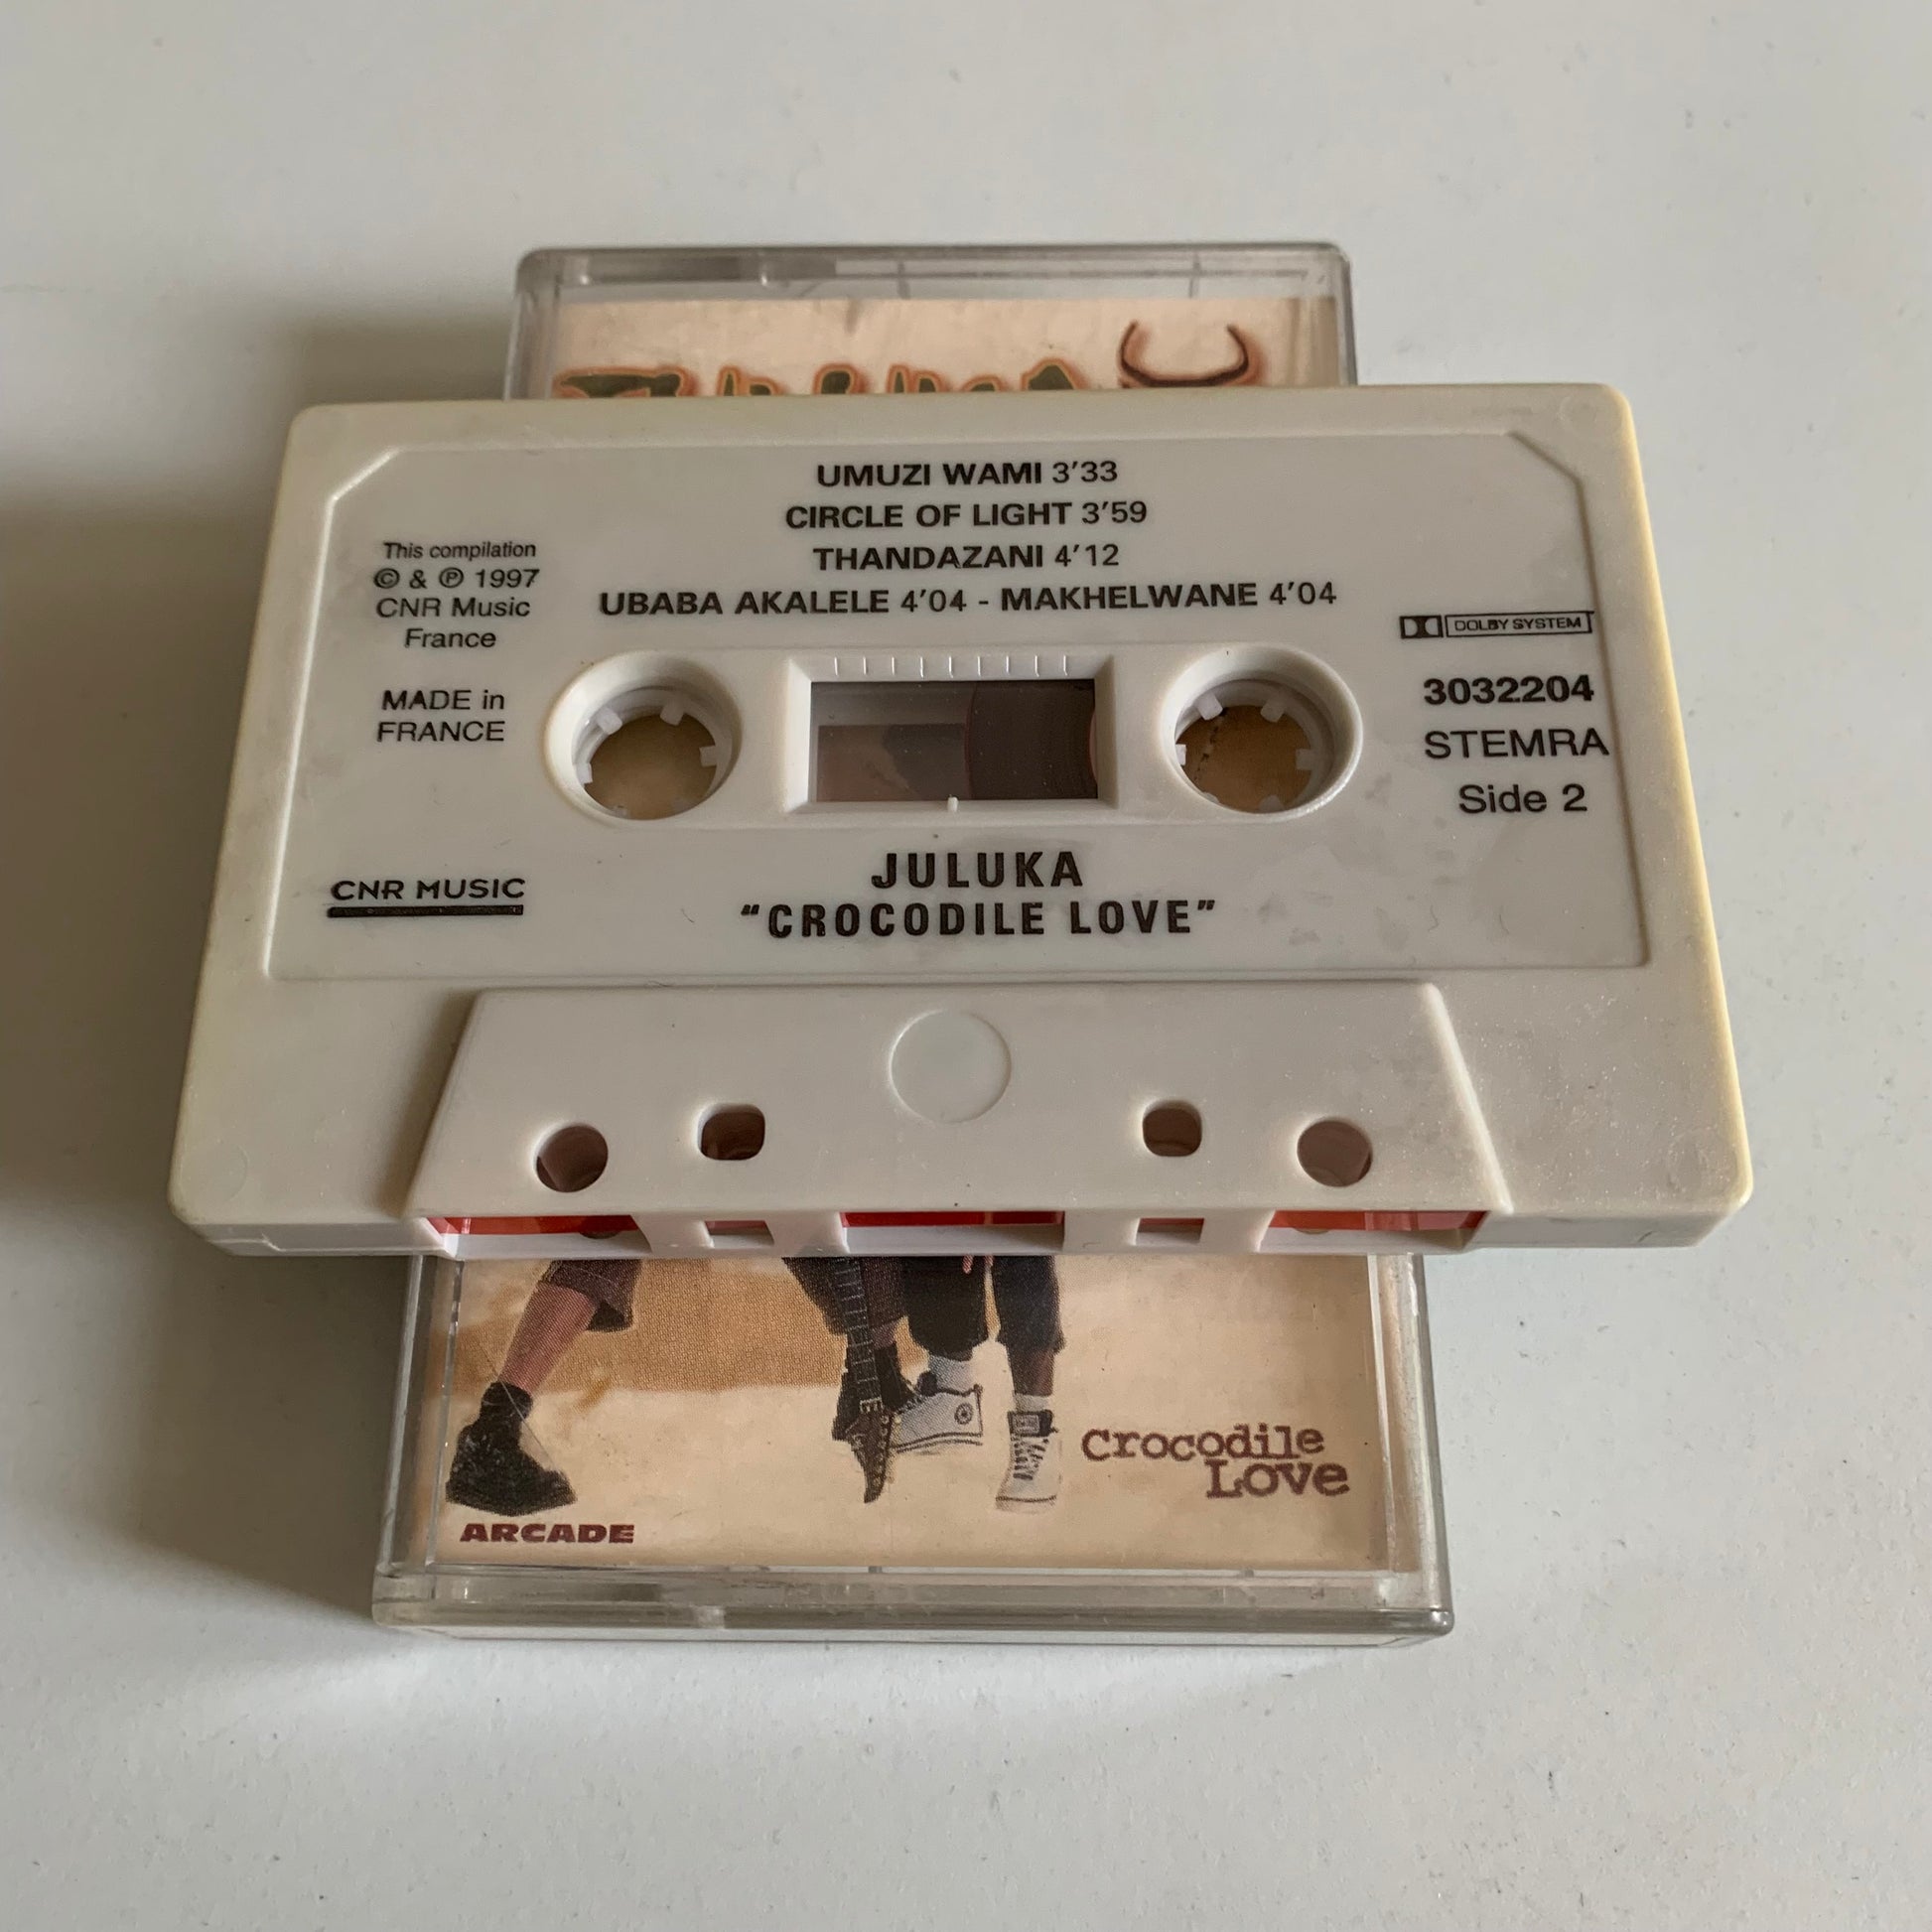 UMUZI WAMI 3'33
CIRCLE OF LIGHT 3'59
THANDAZANI 4'12
UBABA AKALELE 4'04 - MAKHELWANE 4'04
This compilation
© & ℗ 1997
CNR Music
France
MADE in
FRANCE
CNR MUSIC
DOLBY SYSTEM
3032204
STEMRA
Side 2
JULUKA
"CROCODILE LOVE"
Crocodile
Love
ARCADE